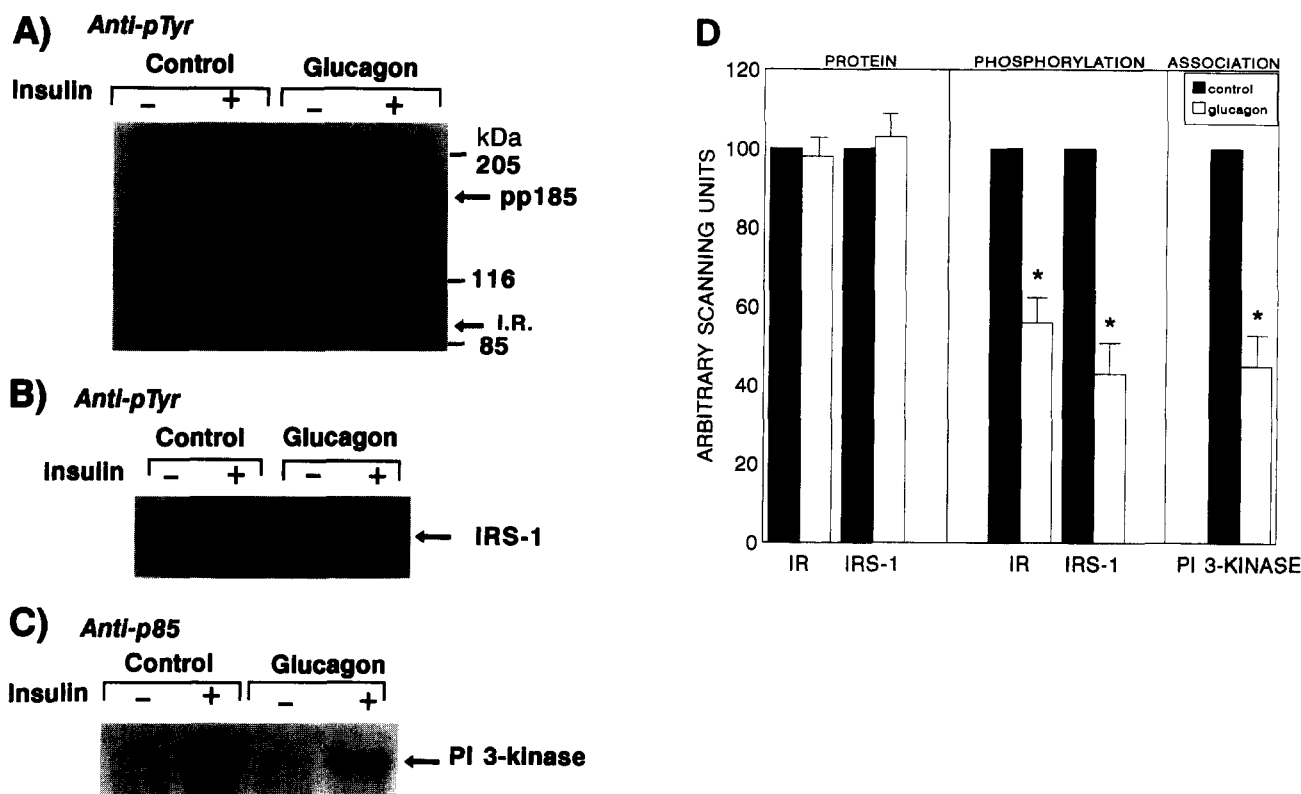 A) Anti-pTyr
Control Glucagon
Insulin − + − +
kDa
205
pp185
116
I.R.
85
B) Anti-pTyr
Control Glucagon
Insulin − + − +
IRS-1
C) Anti-p85
Control Glucagon
Insulin − + − +
PI 3-kinase
D
PROTEIN PHOSPHORYLATION ASSOCIATION
control
glucagon
ARBITRARY SCANNING UNITS
120
100
80
60
40
20
0
* * *
IR IRS-1 IR IRS-1 PI 3-KINASE